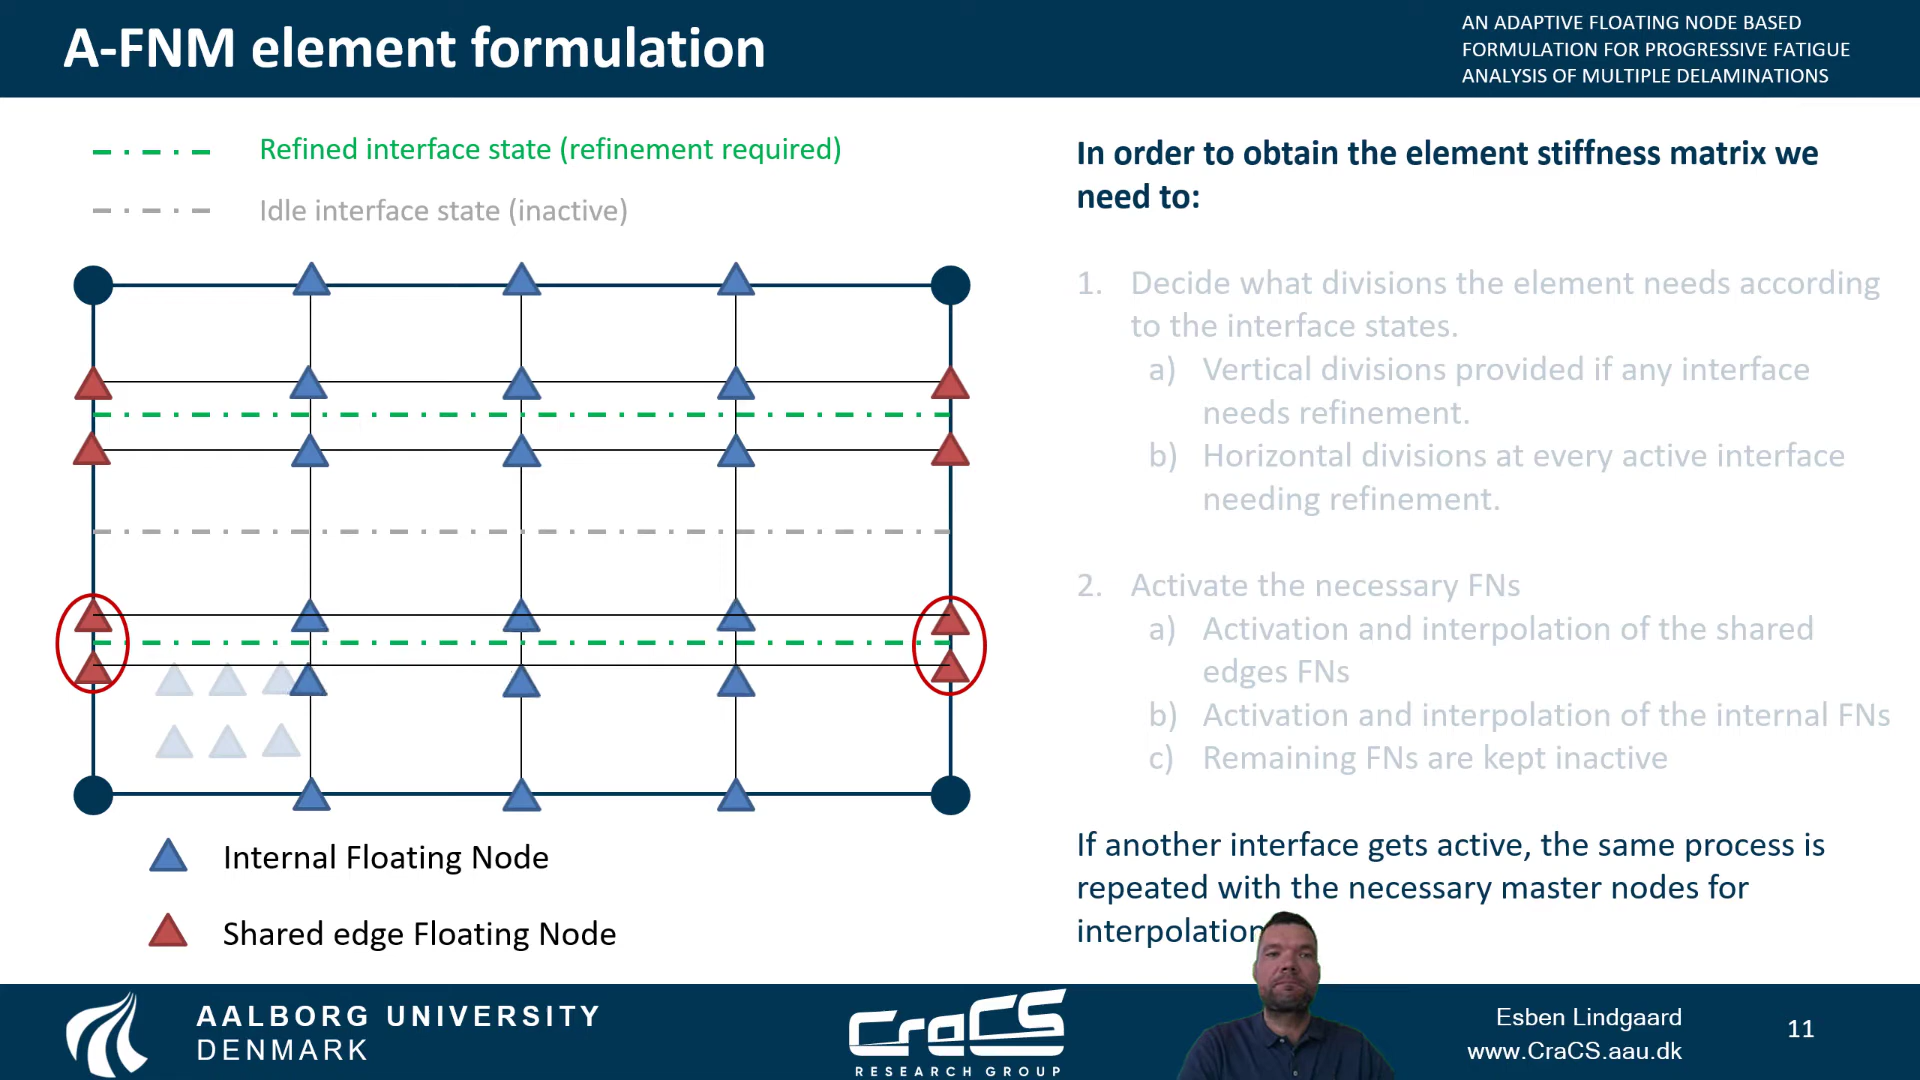 A-FNM element formulation
AN ADAPTIVE FLOATING NODE BASED
FORMULATION FOR PROGRESSIVE FATIGUE
ANALYSIS OF MULTIPLE DELAMINATIONS
Refined interface state (refinement required)
Idle interface state (inactive)
Internal Floating Node
Shared edge Floating Node
In order to obtain the element stiffness matrix we
need to:
1. Decide what divisions the element needs according
to the interface states.
a) Vertical divisions provided if any interface
needs refinement.
b) Horizontal divisions at every active interface
needing refinement.
2. Activate the necessary FNs
a) Activation and interpolation of the shared
edges FNs
b) Activation and interpolation of the internal FNs
c) Remaining FNs are kept inactive
If another interface gets active, the same process is
repeated with the necessary master nodes for
interpolation
AALBORG UNIVERSITY
DENMARK
CraCS
RESEARCH GROUP
Esben Lindgaard
www.CraCS.aau.dk
11